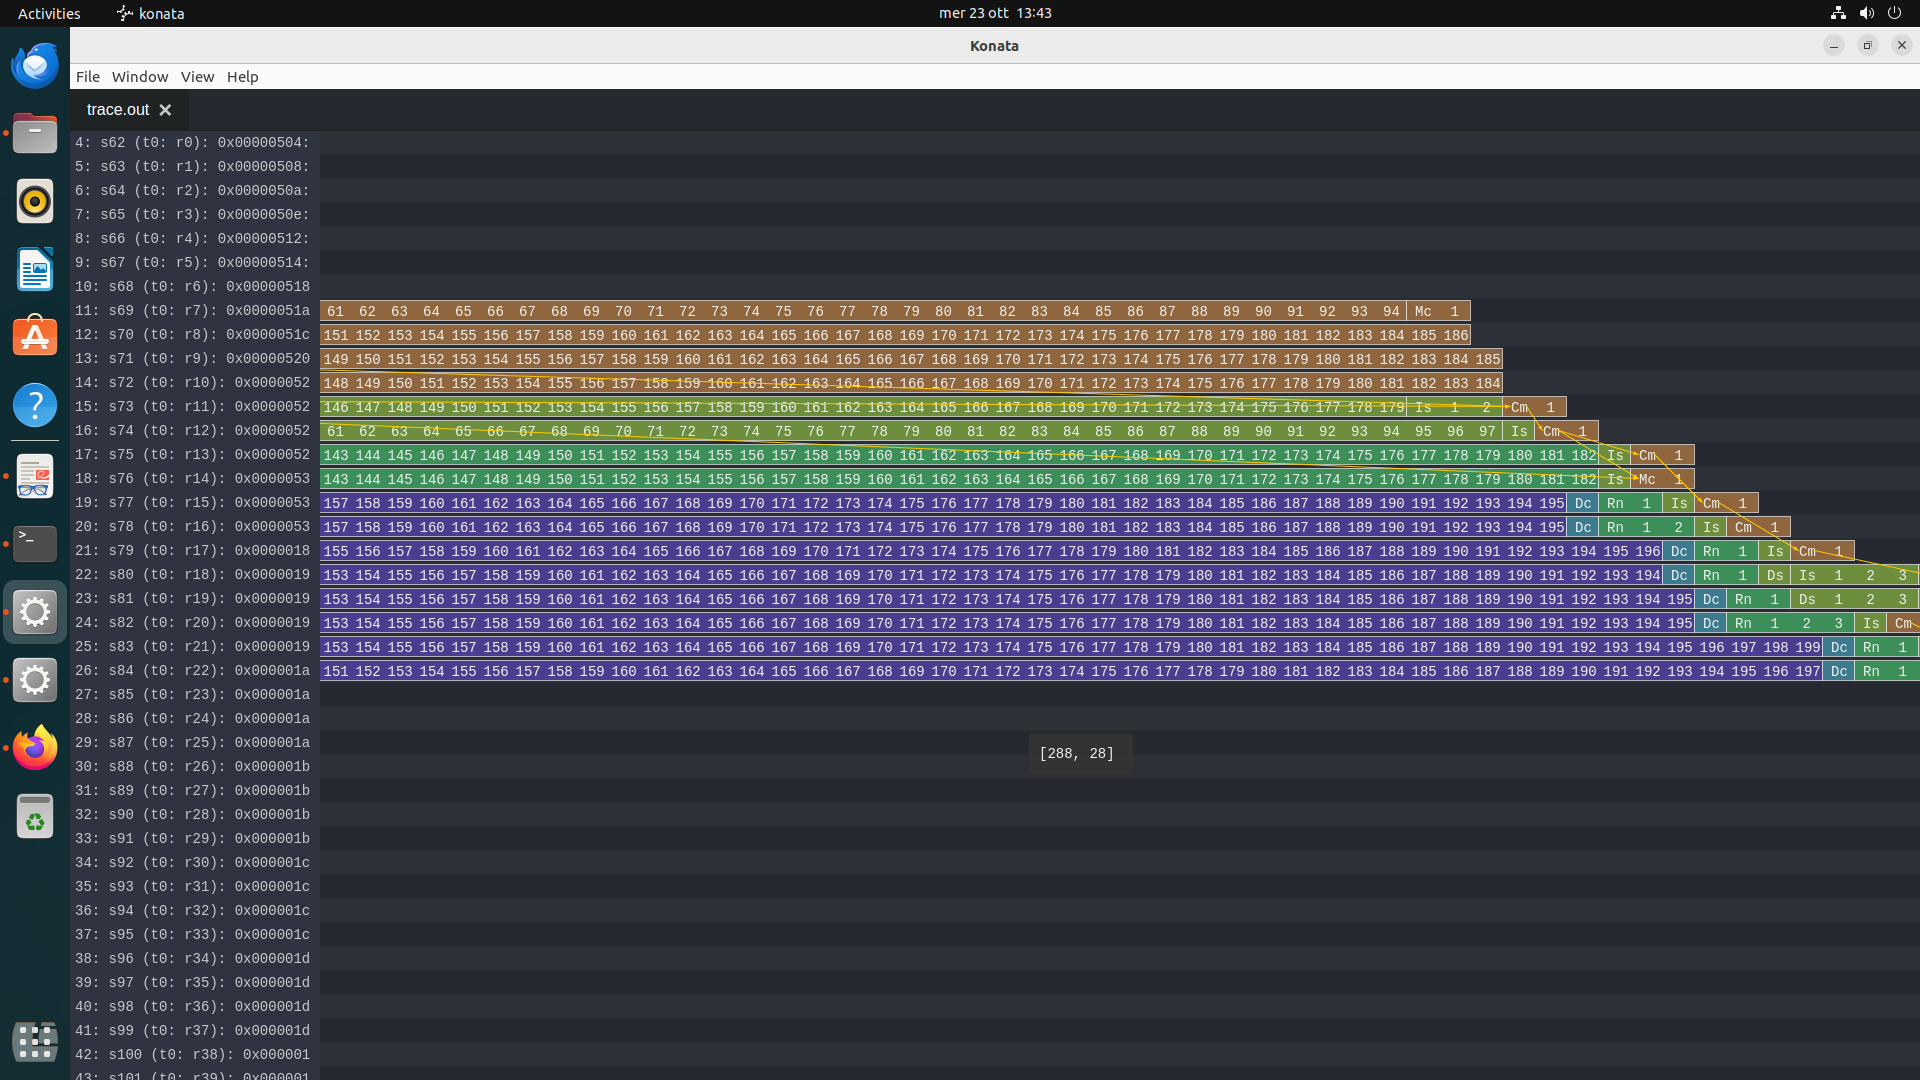 Activities konata mer 23 ott 13:43
Konata
File Window View Help
trace.out
4: s62 (t0: r0): 0x00000504:
5: s63 (t0: r1): 0x00000508:
6: s64 (t0: r2): 0x0000050a:
7: s65 (t0: r3): 0x0000050e:
8: s66 (t0: r4): 0x00000512:
9: s67 (t0: r5): 0x00000514:
10: s68 (t0: r6): 0x00000518
11: s69 (t0: r7): 0x0000051a 61 62 63 64 65 66 67 68 69 70 71 72 73 74 75 76 77 78 79 80 81 82 83 84 85 86 87 88 89 90 91 92 93 94 Mc 1
12: s70 (t0: r8): 0x0000051c 151 152 153 154 155 156 157 158 159 160 161 162 163 164 165 166 167 168 169 170 171 172 173 174 175 176 177 178 179 180 181 182 183 184 185 186
13: s71 (t0: r9): 0x00000520 149 150 151 152 153 154 155 156 157 158 159 160 161 162 163 164 165 166 167 168 169 170 171 172 173 174 175 176 177 178 179 180 181 182 183 184 185
14: s72 (t0: r10): 0x0000052 148 149 150 151 152 153 154 155 156 157 158 159 160 161 162 163 164 165 166 167 168 169 170 171 172 173 174 175 176 177 178 179 180 181 182 183 184
15: s73 (t0: r11): 0x0000052 146 147 148 149 150 151 152 153 154 155 156 157 158 159 160 161 162 163 164 165 166 167 168 169 170 171 172 173 174 175 176 177 178 179 Is 1 2 Cm 1
16: s74 (t0: r12): 0x0000052 61 62 63 64 65 66 67 68 69 70 71 72 73 74 75 76 77 78 79 80 81 82 83 84 85 86 87 88 89 90 91 92 93 94 95 96 97 Is Cm 1
17: s75 (t0: r13): 0x0000052 143 144 145 146 147 148 149 150 151 152 153 154 155 156 157 158 159 160 161 162 163 164 165 166 167 168 169 170 171 172 173 174 175 176 177 178 179 180 181 182 Is Cm 1
18: s76 (t0: r14): 0x0000053 143 144 145 146 147 148 149 150 151 152 153 154 155 156 157 158 159 160 161 162 163 164 165 166 167 168 169 170 171 172 173 174 175 176 177 178 179 180 181 182 Is Mc 1
19: s77 (t0: r15): 0x0000053 157 158 159 160 161 162 163 164 165 166 167 168 169 170 171 172 173 174 175 176 177 178 179 180 181 182 183 184 185 186 187 188 189 190 191 192 193 194 195 Dc Rn 1 Is Cm 1
20: s78 (t0: r16): 0x0000053 157 158 159 160 161 162 163 164 165 166 167 168 169 170 171 172 173 174 175 176 177 178 179 180 181 182 183 184 185 186 187 188 189 190 191 192 193 194 195 Dc Rn 1 2 Is Cm 1
21: s79 (t0: r17): 0x0000018 155 156 157 158 159 160 161 162 163 164 165 166 167 168 169 170 171 172 173 174 175 176 177 178 179 180 181 182 183 184 185 186 187 188 189 190 191 192 193 194 195 196 Dc Rn 1 Is Cm 1
22: s80 (t0: r18): 0x0000019 153 154 155 156 157 158 159 160 161 162 163 164 165 166 167 168 169 170 171 172 173 174 175 176 177 178 179 180 181 182 183 184 185 186 187 188 189 190 191 192 193 194 Dc Rn 1 Ds Is 1 2 3
23: s81 (t0: r19): 0x0000019 153 154 155 156 157 158 159 160 161 162 163 164 165 166 167 168 169 170 171 172 173 174 175 176 177 178 179 180 181 182 183 184 185 186 187 188 189 190 191 192 193 194 195 Dc Rn 1 Ds 1 2 3
24: s82 (t0: r20): 0x0000019 153 154 155 156 157 158 159 160 161 162 163 164 165 166 167 168 169 170 171 172 173 174 175 176 177 178 179 180 181 182 183 184 185 186 187 188 189 190 191 192 193 194 195 Dc Rn 1 2 3 Is Cm
25: s83 (t0: r21): 0x0000019 153 154 155 156 157 158 159 160 161 162 163 164 165 166 167 168 169 170 171 172 173 174 175 176 177 178 179 180 181 182 183 184 185 186 187 188 189 190 191 192 193 194 195 196 197 198 199 Dc Rn 1
26: s84 (t0: r22): 0x000001a 151 152 153 154 155 156 157 158 159 160 161 162 163 164 165 166 167 168 169 170 171 172 173 174 175 176 177 178 179 180 181 182 183 184 185 186 187 188 189 190 191 192 193 194 195 196 197 Dc Rn 1
27: s85 (t0: r23): 0x000001a
28: s86 (t0: r24): 0x000001a
29: s87 (t0: r25): 0x000001a
[288, 28]
30: s88 (t0: r26): 0x000001b
31: s89 (t0: r27): 0x000001b
32: s90 (t0: r28): 0x000001b
33: s91 (t0: r29): 0x000001b
34: s92 (t0: r30): 0x000001c
35: s93 (t0: r31): 0x000001c
36: s94 (t0: r32): 0x000001c
37: s95 (t0: r33): 0x000001c
38: s96 (t0: r34): 0x000001d
39: s97 (t0: r35): 0x000001d
40: s98 (t0: r36): 0x000001d
41: s99 (t0: r37): 0x000001d
42: s100 (t0: r38): 0x000001
43: s101 (t0: r39): 0x000001